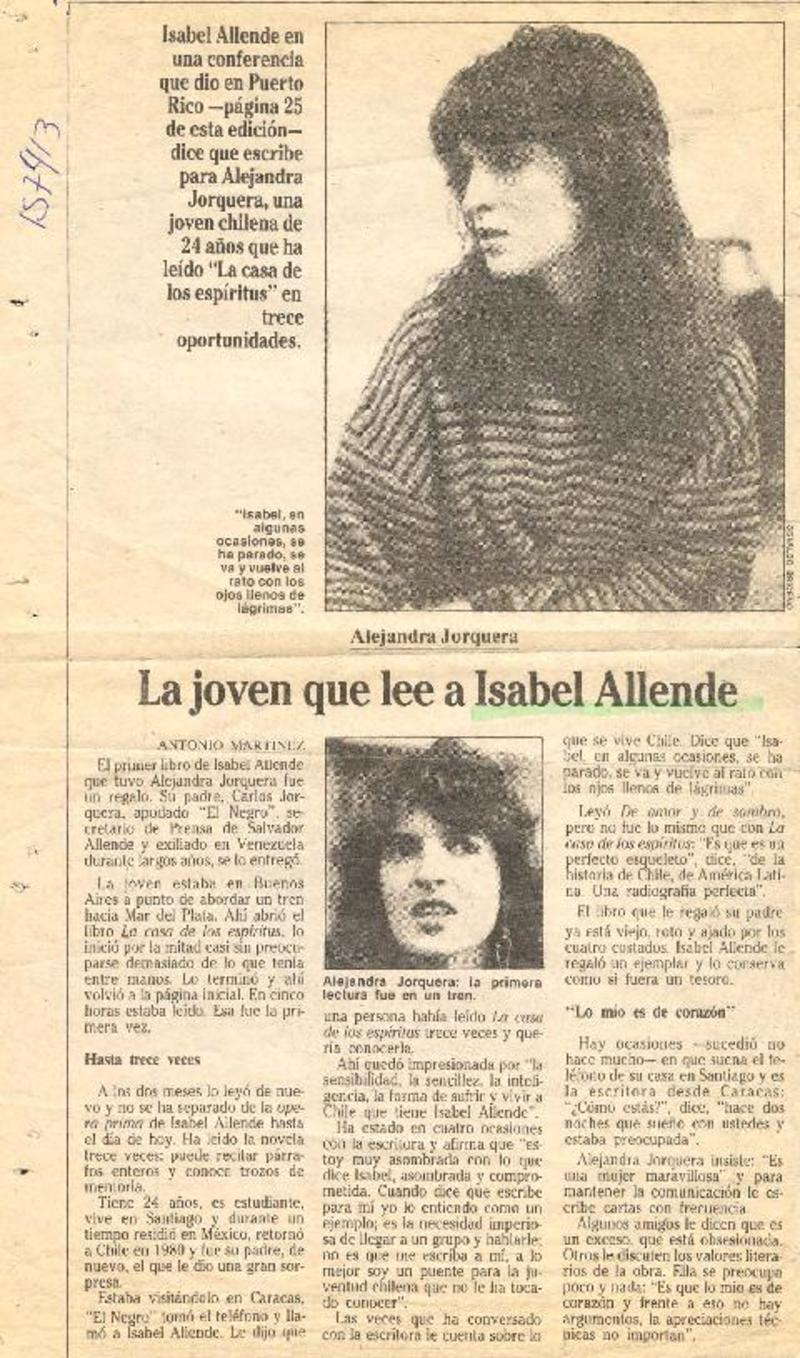 157913
Isabel Allende en
una conferencia
que dio en Puerto
Rico —página 25
de esta edición—
dice que escribe
para Alejandra
Jorquera, una
joven chilena de
24 años que ha
leído "La casa de
los espíritus" en
trece
oportunidades.
"Isabel, en
algunas
ocasiones, se
ha parado, se
va y vuelve al
rato con los
ojos llenos de
lágrimas".
Alejandra Jorquera
La joven que lee a Isabel Allende
ANTONIO MARTINEZ
El primer libro de Isabel Allende
que tuvo Alejandra Jorquera fue
un regalo. Su padre, Carlos Jor-
quera, apodado "El Negro", se-
cretario de Prensa de Salvador
Allende y exiliado en Venezuela
durante largos años, se lo entregó.
La joven estaba en Buenos
Aires a punto de abordar un tren
hacia Mar del Plata. Ahí abrió el
libro La casa de los espíritus, lo
inició por la mitad casi sin preocu-
parse demasiado de lo que tenía
entre manos. Lo terminó y ahí
volvió a la página inicial. En cinco
horas estaba leído. Esa fue la pri-
mera vez.
Hasta trece veces
A los dos meses lo leyó de nue-
vo y no se ha separado de la ope-
ra prima de Isabel Allende hasta
el día de hoy. Ha leído la novela
trece veces: puede recitar párra-
fos enteros y conocer trozos de
memoria.
Tiene 24 años, es estudiante,
vive en Santiago y durante un
tiempo residió en México, retornó
a Chile en 1980 y fue su padre, de
nuevo, el que le dio una gran sor-
presa.
Estaba visitándolo en Caracas,
"El Negro" tomó el teléfono y lla-
mó a Isabel Allende. Le dijo que
Alejandra Jorquera: la primera
lectura fue en un tren.
una persona había leído La casa
de los espíritus trece veces y que-
ría conocerla.
Ahí quedó impresionada por "la
sensibilidad, la sencillez, la inteli-
gencia, la forma de sufrir y vivir a
Chile que tiene Isabel Allende".
Ha estado en cuatro ocasiones
con la escritora y afirma que "es-
toy muy asombrada con lo que
dice Isabel, asombrada y compro-
metida. Cuando dice que escribe
para mí yo lo entiendo como un
ejemplo; es la necesidad imperio-
sa de llegar a un grupo y hablarle;
no es que me escriba a mí, a lo
mejor soy un puente para la ju-
ventud chilena que no le ha toca-
do conocer".
Las veces que ha conversado
con la escritora le cuenta sobre lo
que se vive Chile. Dice que "Isa-
bel, en algunas ocasiones, se ha
parado, se va y vuelve al rato con
los ojos llenos de lágrimas".
Leyó De amor y de sombra,
pero no fue lo mismo que con La
casa de los espíritus: "Es que es un
perfecto esqueleto", dice, "de la
historia de Chile, de América Lati-
na. Una radiografía perfecta".
El libro que le regaló su padre
ya está viejo, roto y ajado por los
cuatro costados. Isabel Allende le
regaló un ejemplar y lo conserva
como si fuera un tesoro.
"Lo mío es de corazón"
Hay ocasiones —sucedió no
hace mucho— en que suena el te-
léfono de su casa en Santiago y es
la escritora desde Caracas:
"¿Cómo estás?", dice, "hace dos
noches que sueño con ustedes y
estaba preocupada".
Alejandra Jorquera insiste: "Es
una mujer maravillosa" y para
mantener la comunicación le es-
cribe cartas con frecuencia.
Algunos amigos le dicen que es
un exceso, que está obsesionada.
Otros le discuten los valores litera-
rios de la obra. Ella se preocupa
poco y nada: "Es que lo mío es de
corazón y frente a eso no hay
argumentos, la apreciaciones téc-
nicas no importan".